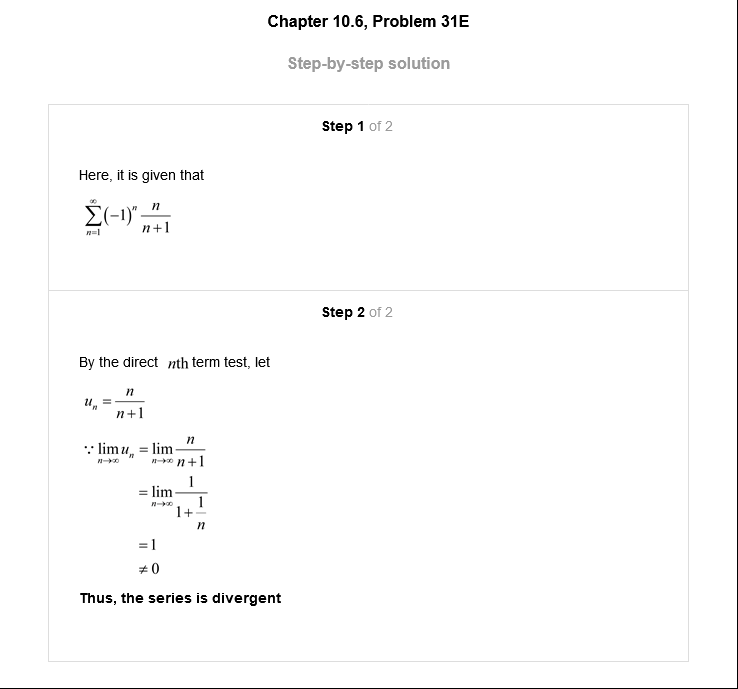 Chapter 10.6, Problem 31E
Step-by-step solution
Step 1 of 2
Here, it is given that
$\sum_{n=1}^{\infty}(-1)^n \frac{n}{n+1}$
Step 2 of 2
By the direct nth term test, let
$u_n = \frac{n}{n+1}$
$\because \lim_{n \to \infty} u_n = \lim_{n \to \infty} \frac{n}{n+1}$
$= \lim_{n \to \infty} \frac{1}{1+\frac{1}{n}}$
$= 1$
$\neq 0$
Thus, the series is divergent